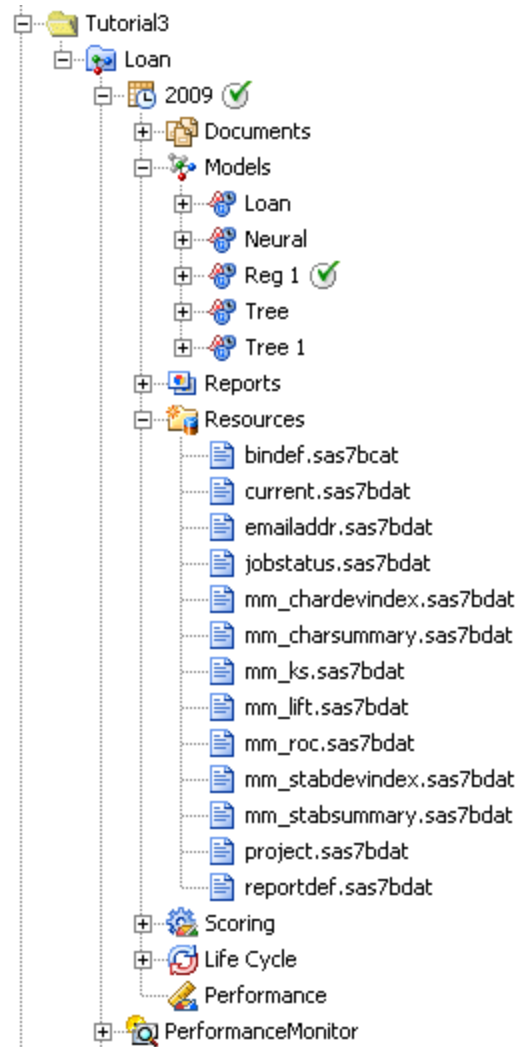 Tutorial3
Loan
2009
Documents
Models
Loan
Neural
Reg 1
Tree
Tree 1
Reports
Resources
bindef.sas7bcat
current.sas7bdat
emailaddr.sas7bdat
jobstatus.sas7bdat
mm_chardevindex.sas7bdat
mm_charsummary.sas7bdat
mm_ks.sas7bdat
mm_lift.sas7bdat
mm_roc.sas7bdat
mm_stabdevindex.sas7bdat
mm_stabsummary.sas7bdat
project.sas7bdat
reportdef.sas7bdat
Scoring
Life Cycle
Performance
PerformanceMonitor